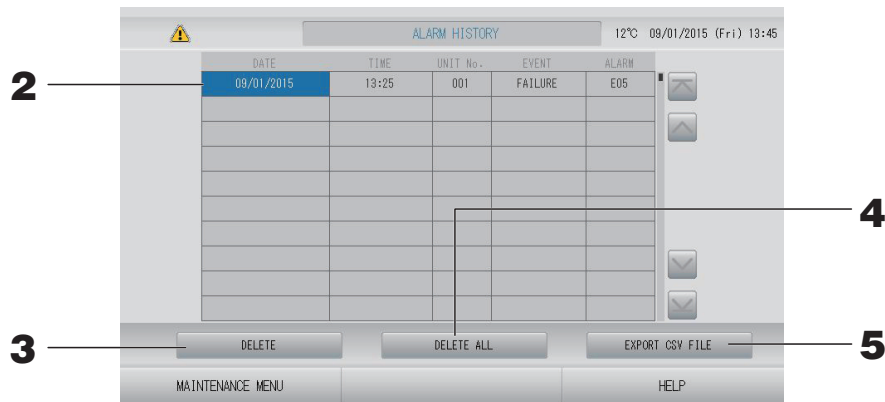 ALARM HISTORY 12°C 09/01/2015 (Fri) 13:45
DATE TIME UNIT No. EVENT ALARM
2 09/01/2015 13:25 001 FAILURE E05
4
3 DELETE DELETE ALL EXPORT CSV FILE 5
MAINTENANCE MENU HELP